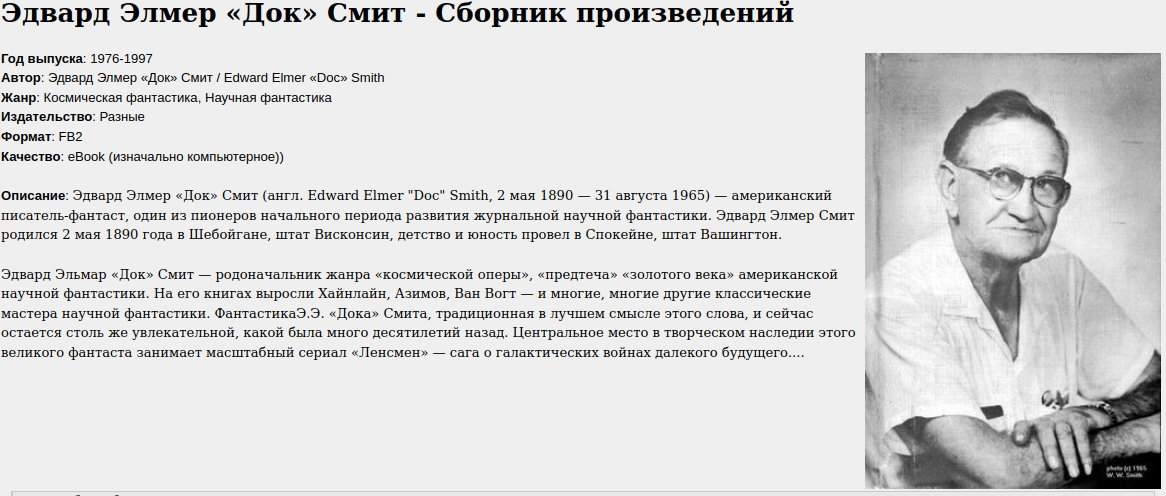 Эдвард Элмер «Док» Смит - Сборник произведений
Год выпуска: 1976-1997
Автор: Эдвард Элмер «Док» Смит / Edward Elmer «Doc» Smith
Жанр: Космическая фантастика, Научная фантастика
Издательство: Разные
Формат: FB2
Качество: eBook (изначально компьютерное))
Описание: Эдвард Элмер «Док» Смит (англ. Edward Elmer "Doc" Smith, 2 мая 1890 — 31 августа 1965) — американский
писатель-фантаст, один из пионеров начального периода развития журнальной научной фантастики. Эдвард Элмер Смит
родился 2 мая 1890 года в Шебойгане, штат Висконсин, детство и юность провел в Спокейне, штат Вашингтон.
Эдвард Эльмар «Док» Смит — родоначальник жанра «космической оперы», «предтеча» «золотого века» американской
научной фантастики. На его книгах выросли Хайнлайн, Азимов, Ван Вогт — и многие, многие другие классические
мастера научной фантастики. ФантастикаЭ.Э. «Дока» Смита, традиционная в лучшем смысле этого слова, и сейчас
остается столь же увлекательной, какой была много десятилетий назад. Центральное место в творческом наследии этого
великого фантаста занимает масштабный сериал «Ленсмен» — сага о галактических войнах далекого будущего....
photo (c) 1965
W. W. Smith